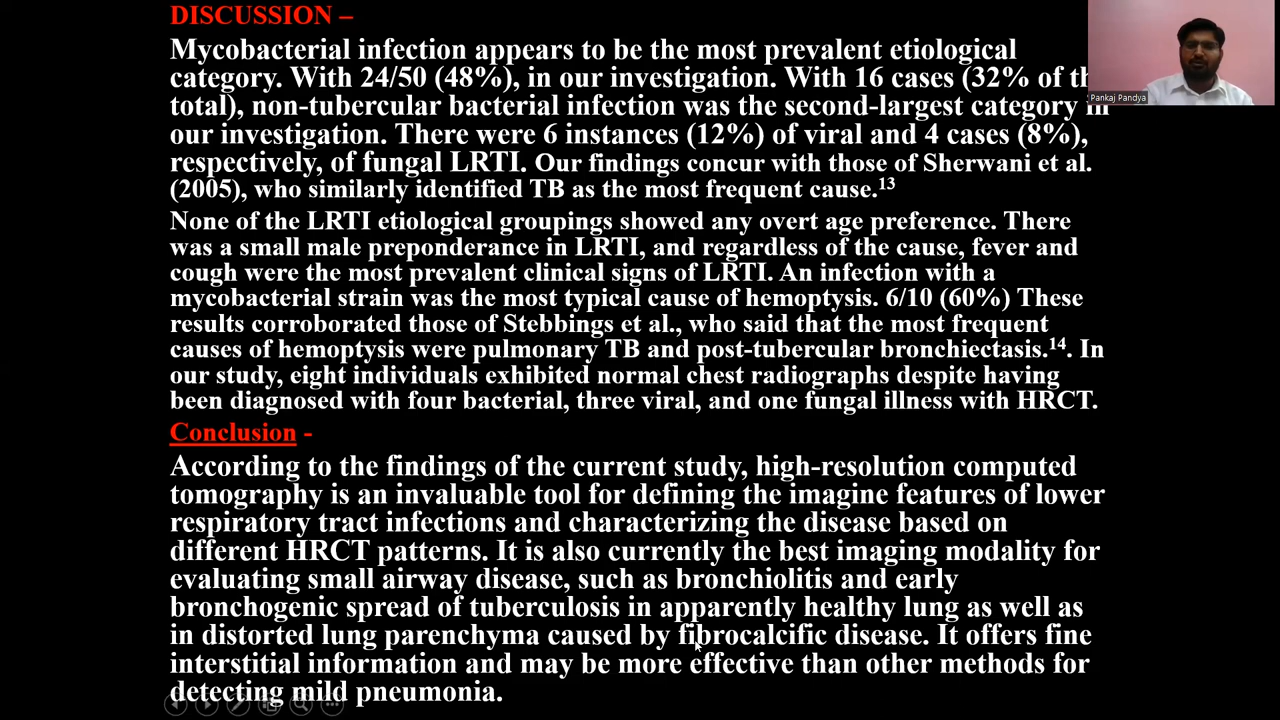 DISCUSSION –
Mycobacterial infection appears to be the most prevalent etiological
category. With 24/50 (48%), in our investigation. With 16 cases (32% of th
total), non-tubercular bacterial infection was the second-largest category in
our investigation. There were 6 instances (12%) of viral and 4 cases (8%),
respectively, of fungal LRTI. Our findings concur with those of Sherwani et al.
(2005), who similarly identified TB as the most frequent cause.13
None of the LRTI etiological groupings showed any overt age preference. There
was a small male preponderance in LRTI, and regardless of the cause, fever and
cough were the most prevalent clinical signs of LRTI. An infection with a
mycobacterial strain was the most typical cause of hemoptysis. 6/10 (60%) These
results corroborated those of Stebbings et al., who said that the most frequent
causes of hemoptysis were pulmonary TB and post-tubercular bronchiectasis.14. In
our study, eight individuals exhibited normal chest radiographs despite having
been diagnosed with four bacterial, three viral, and one fungal illness with HRCT.
Conclusion -
According to the findings of the current study, high-resolution computed
tomography is an invaluable tool for defining the imagine features of lower
respiratory tract infections and characterizing the disease based on
different HRCT patterns. It is also currently the best imaging modality for
evaluating small airway disease, such as bronchiolitis and early
bronchogenic spread of tuberculosis in apparently healthy lung as well as
in distorted lung parenchyma caused by fibrocalcific disease. It offers fine
interstitial information and may be more effective than other methods for
detecting mild pneumonia.
Pankaj Pandya